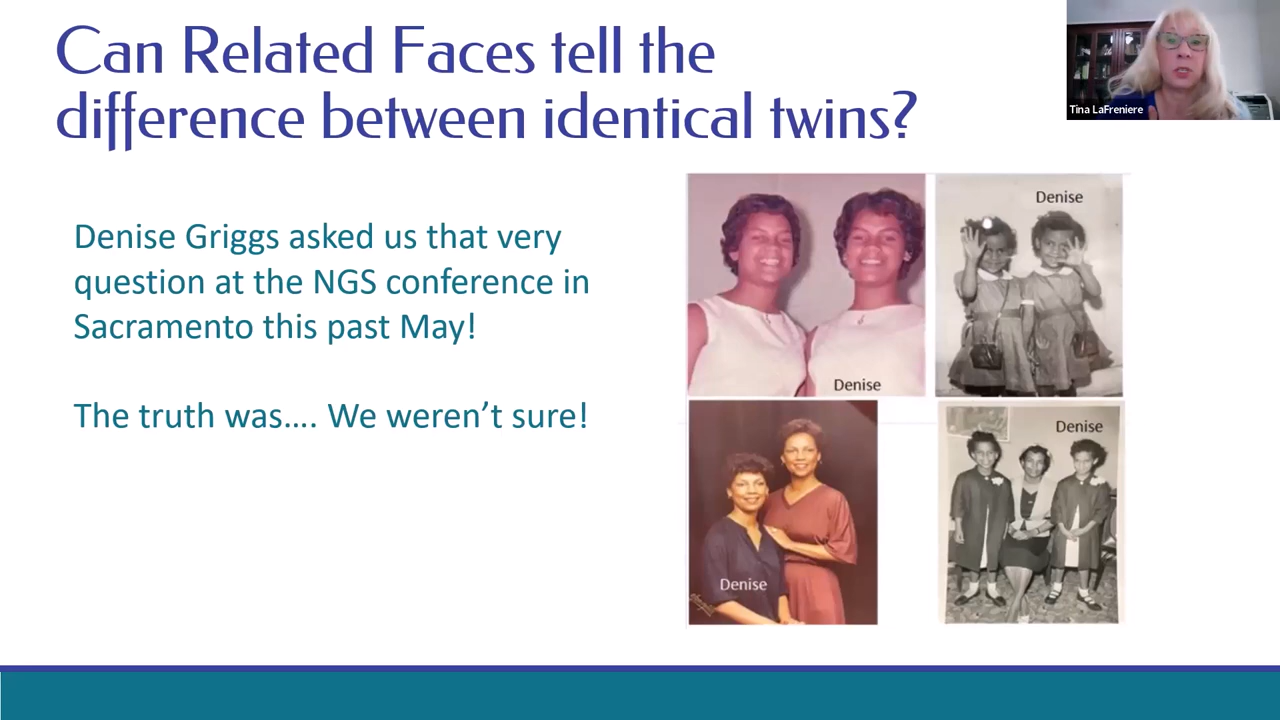 Can Related Faces tell the
difference between identical twins?
Tina LaFreniere
Denise Griggs asked us that very
question at the NGS conference in
Sacramento this past May!
The truth was…. We weren’t sure!
Denise
Denise
Denise
Denise